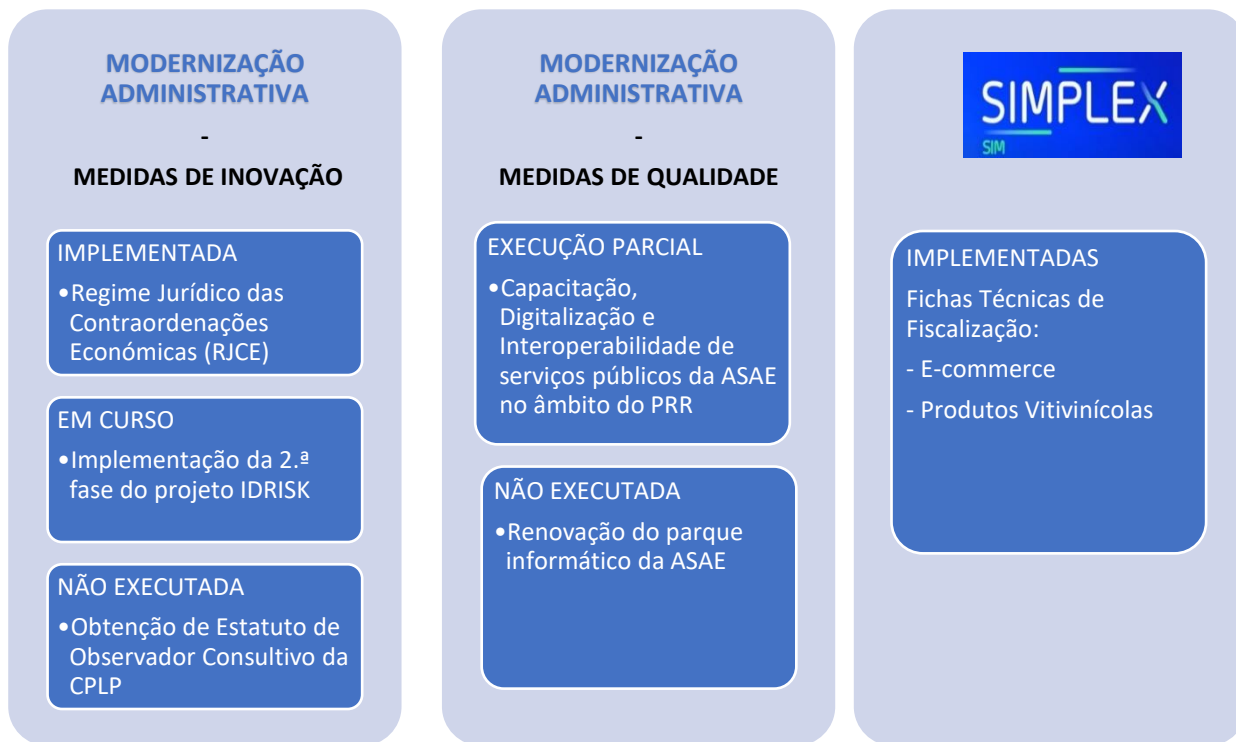 MODERNIZAÇÃO
ADMINISTRATIVA
-
MEDIDAS DE INOVAÇÃO
IMPLEMENTADA
•Regime Jurídico das
Contraordenações
Económicas (RJCE)
EM CURSO
•Implementação da 2.ª
fase do projeto IDRISK
NÃO EXECUTADA
•Obtenção de Estatuto de
Observador Consultivo da
CPLP
MODERNIZAÇÃO
ADMINISTRATIVA
-
MEDIDAS DE QUALIDADE
EXECUÇÃO PARCIAL
•Capacitação,
Digitalização e
Interoperabilidade de
serviços públicos da ASAE
no âmbito do PRR
NÃO EXECUTADA
•Renovação do parque
informático da ASAE
SIMPLEX
SIM
IMPLEMENTADAS
Fichas Técnicas de
Fiscalização:
- E-commerce
- Produtos Vitivinícolas